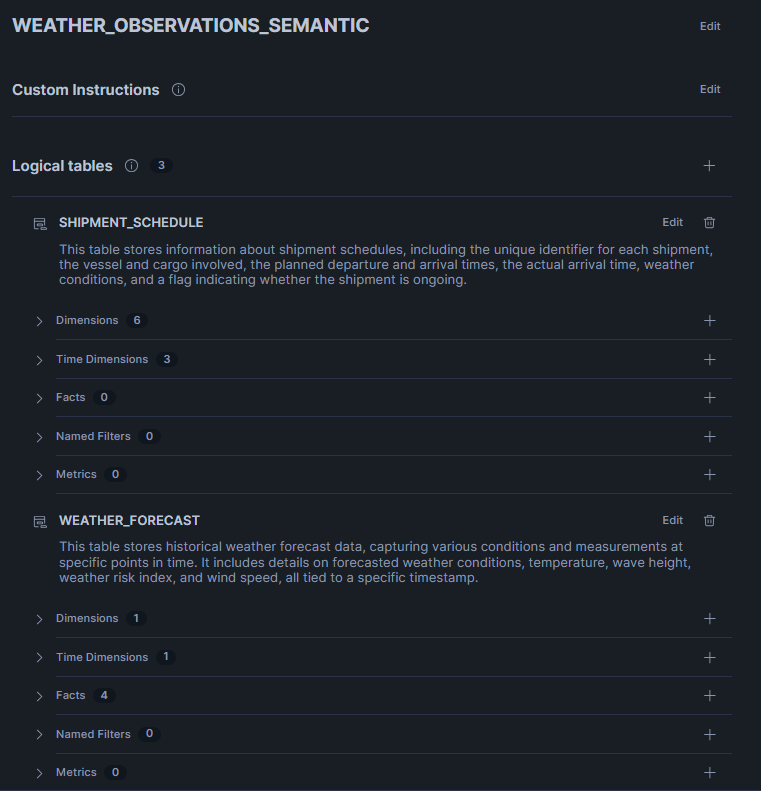 WEATHER_OBSERVATIONS_SEMANTIC Edit
Custom Instructions Edit
Logical tables 3
SHIPMENT_SCHEDULE Edit
This table stores information about shipment schedules, including the unique identifier for each shipment,
the vessel and cargo involved, the planned departure and arrival times, the actual arrival time, weather
conditions, and a flag indicating whether the shipment is ongoing.
Dimensions 6
Time Dimensions 3
Facts 0
Named Filters 0
Metrics 0
WEATHER_FORECAST Edit
This table stores historical weather forecast data, capturing various conditions and measurements at
specific points in time. It includes details on forecasted weather conditions, temperature, wave height,
weather risk index, and wind speed, all tied to a specific timestamp.
Dimensions 1
Time Dimensions 1
Facts 4
Named Filters 0
Metrics 0